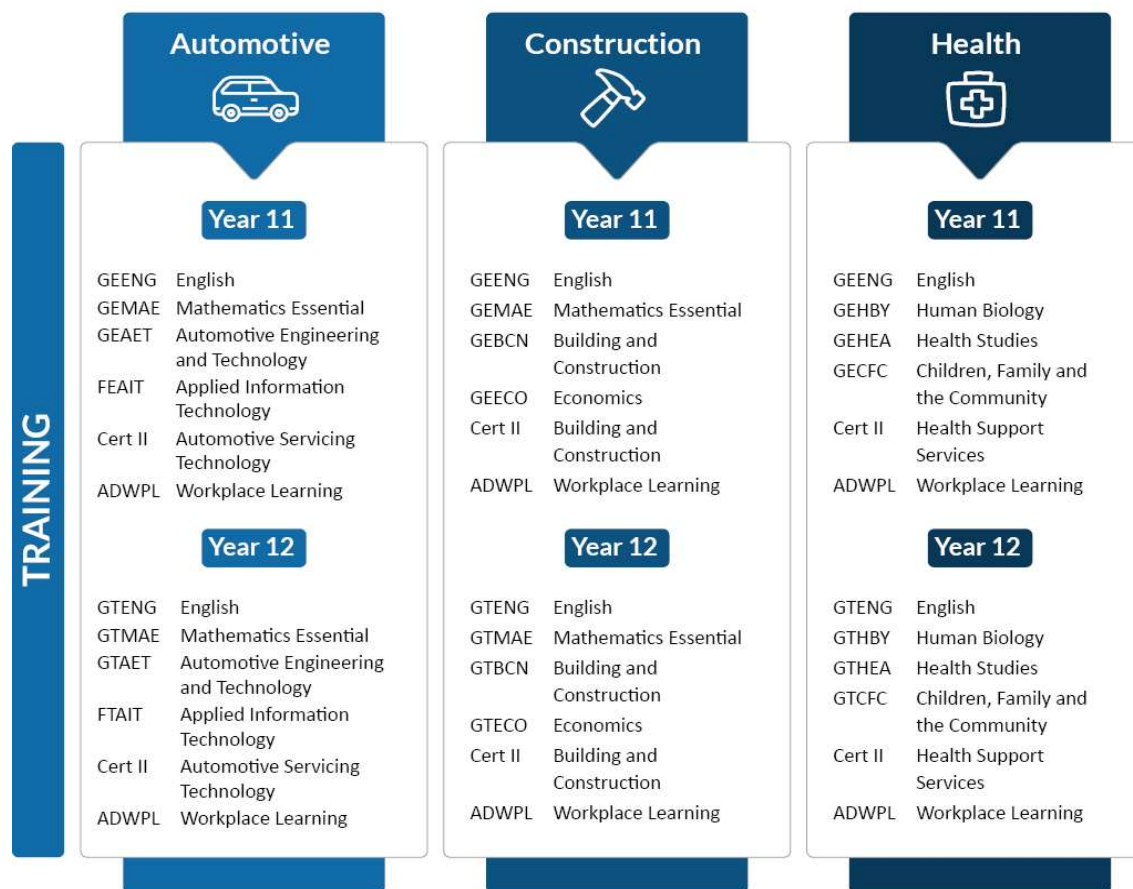 Automotive
Construction
Health
TRAINING
Year 11
GEENG English
GEMAE Mathematics Essential
GEAET Automotive Engineering
and Technology
FEAIT Applied Information
Technology
Cert II Automotive Servicing
Technology
ADWPL Workplace Learning
Year 12
GTENG English
GTMAE Mathematics Essential
GTAET Automotive Engineering
and Technology
FTAIT Applied Information
Technology
Cert II Automotive Servicing
Technology
ADWPL Workplace Learning
Year 11
GEENG English
GEMAE Mathematics Essential
GEBCN Building and
Construction
GEECO Economics
Cert II Building and
Construction
ADWPL Workplace Learning
Year 12
GTENG English
GTMAE Mathematics Essential
GTBCN Building and
Construction
GTECO Economics
Cert II Building and
Construction
ADWPL Workplace Learning
Year 11
GEENG English
GEHBY Human Biology
GEHEA Health Studies
GECFC Children, Family and
the Community
Cert II Health Support
Services
ADWPL Workplace Learning
Year 12
GTENG English
GTHBY Human Biology
GTHEA Health Studies
GTCFC Children, Family and
the Community
Cert II Health Support
Services
ADWPL Workplace Learning